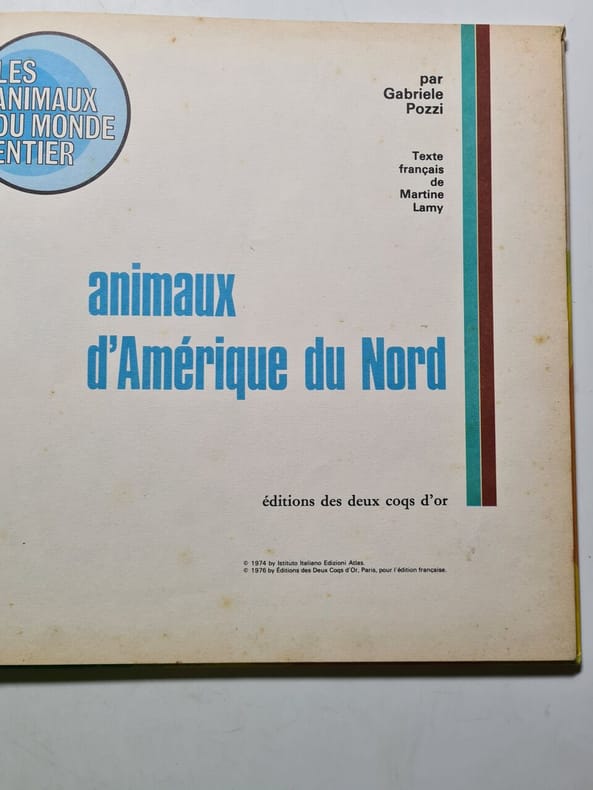 LES
ANIMAUX
DU MONDE
ENTIER
par
Gabriele
Pozzi
Texte
français
de
Martine
Lamy
animaux
d'Amérique du Nord
éditions des deux coqs d'or
© 1974 by Istituto Italiano Edizioni Atlas.
© 1976 by Éditions des Deux Coqs d'Or, Paris, pour l'édition française.